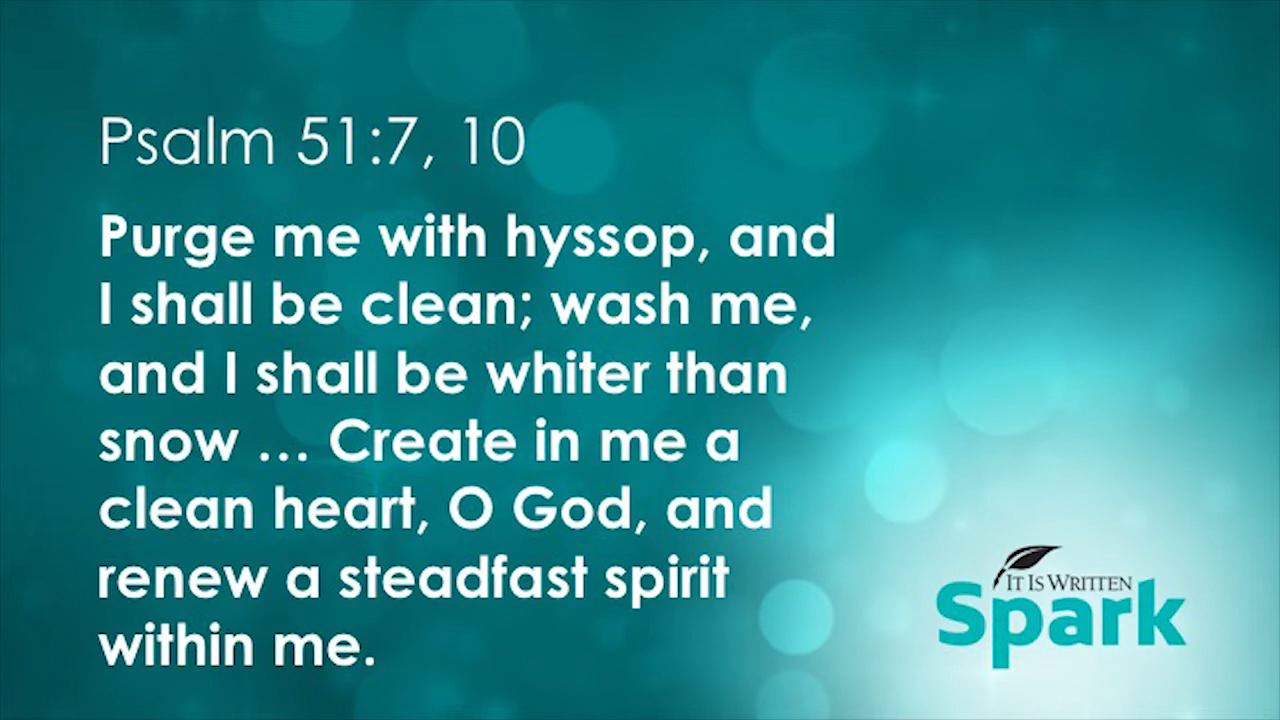 Psalm 51:7, 10
Purge me with hyssop, and
I shall be clean; wash me,
and I shall be whiter than
snow … Create in me a
clean heart, O God, and
renew a steadfast spirit
within me.
IT IS WRITTEN
Spark